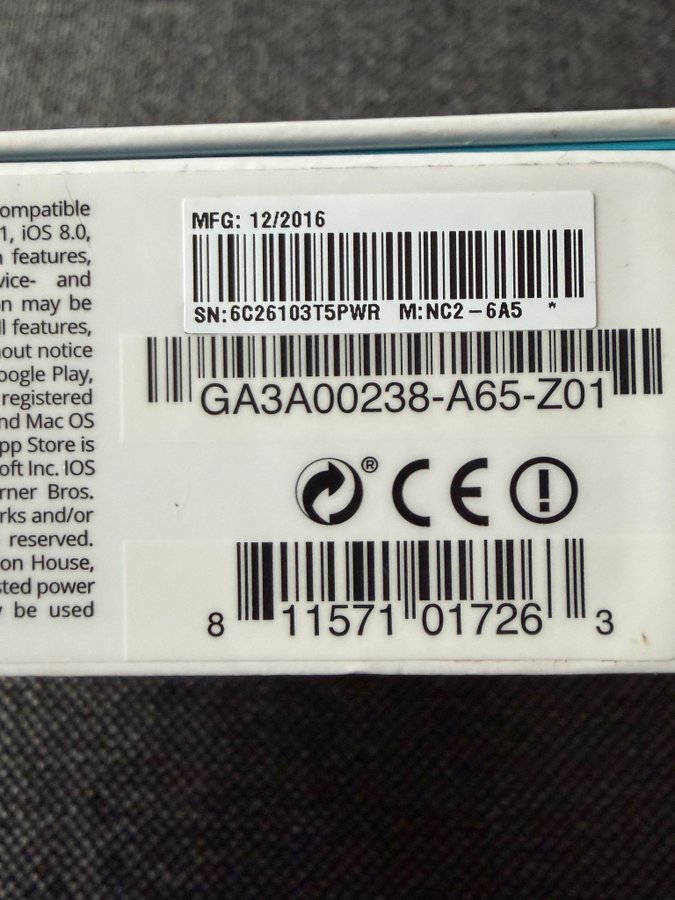 ompatible
1, iOS 8.0,
features,
vice- and
on may be
ll features,
hout notice
oogle Play,
registered
nd Mac OS
pp Store is
oft Inc. IOS
rner Bros.
rks and/or
reserved.
on House,
sted power
be used
MFG: 12/2016
SN:6C26103T5PWR M:NC2-6A5 *
GA3A00238-A65-Z01
® CE
8 11571 01726 3